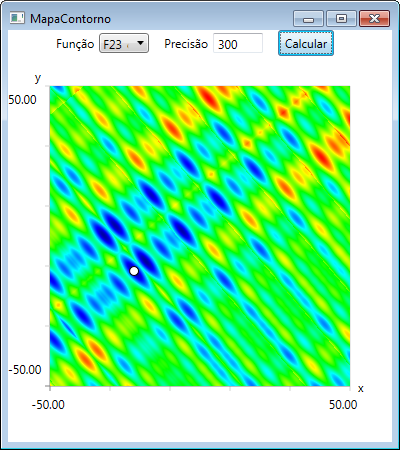 MapaContorno
Função F23 Precisão 300 Calcular
y
50.00
-50.00
x
-50.00 50.00